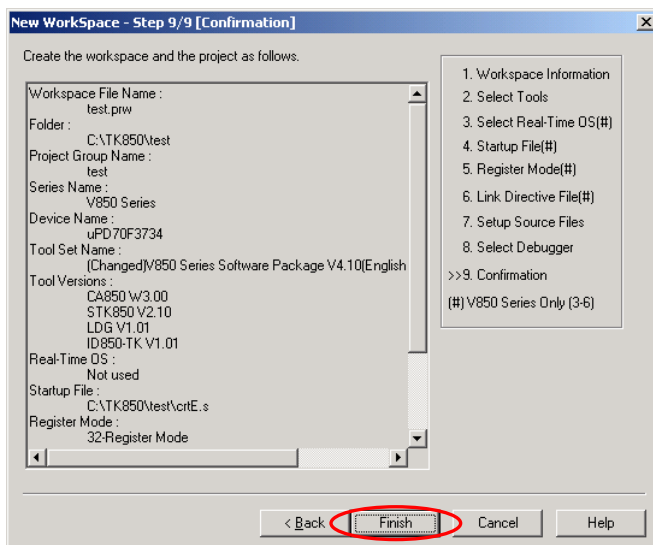 New WorkSpace - Step 9/9 [Confirmation]
Create the workspace and the project as follows.
Workspace File Name :
test.prw
Folder :
C:\TK850\test
Project Group Name :
test
Series Name :
V850 Series
Device Name :
uPD70F3734
Tool Set Name :
(Changed)V850 Series Software Package V4.10(English
Tool Versions :
CA850 W3.00
STK850 V2.10
LDG V1.01
ID850-TK V1.01
Real-Time OS :
Not used
Startup File :
C:\TK850\test\crtE.s
Register Mode :
32-Register Mode
1. Workspace Information
2. Select Tools
3. Select Real-Time OS(#)
4. Startup File(#)
5. Register Mode(#)
6. Link Directive File(#)
7. Setup Source Files
8. Select Debugger
>>9. Confirmation
(#) V850 Series Only (3-6)
< Back
Finish
Cancel
Help